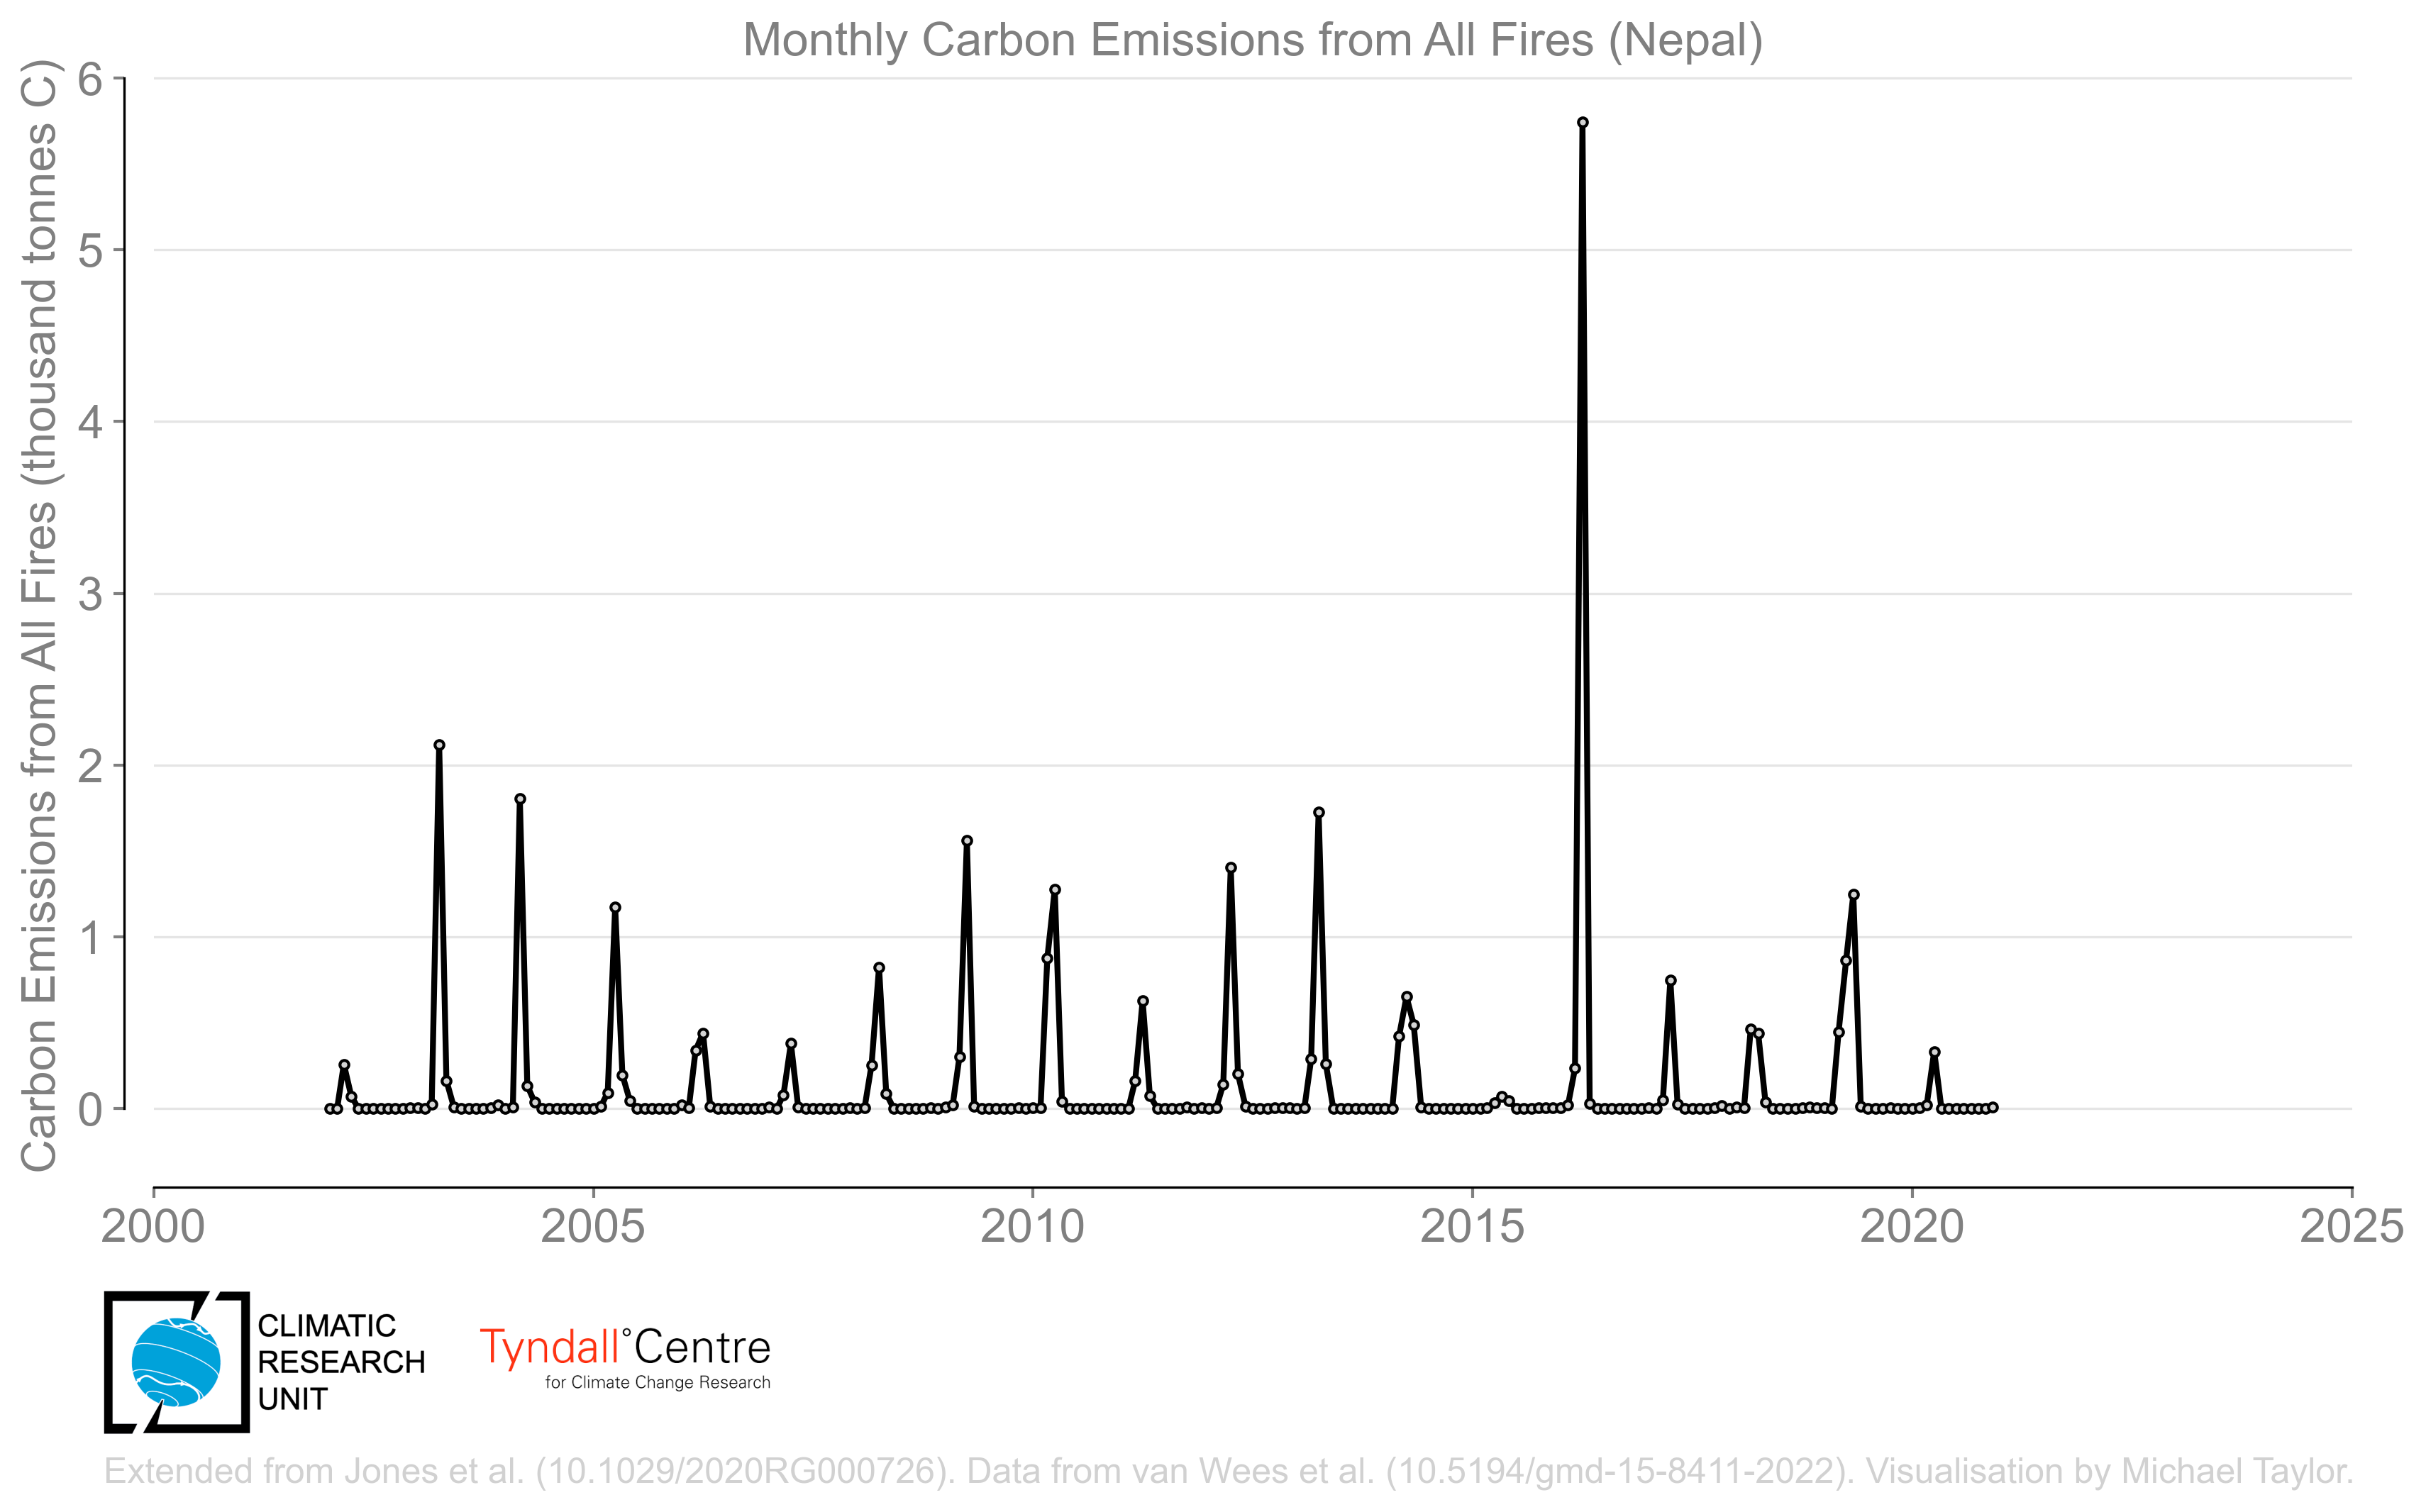 Monthly Carbon Emissions from All Fires (Nepal)
Carbon Emissions from All Fires (thousand tonnes C)
6
5
4
3
2
1
0
2000 2005 2010 2015 2020 2025
CLIMATIC
RESEARCH
UNIT
Tyndall°Centre
for Climate Change Research
Extended from Jones et al. (10.1029/2020RG000726). Data from van Wees et al. (10.5194/gmd-15-8411-2022). Visualisation by Michael Taylor.